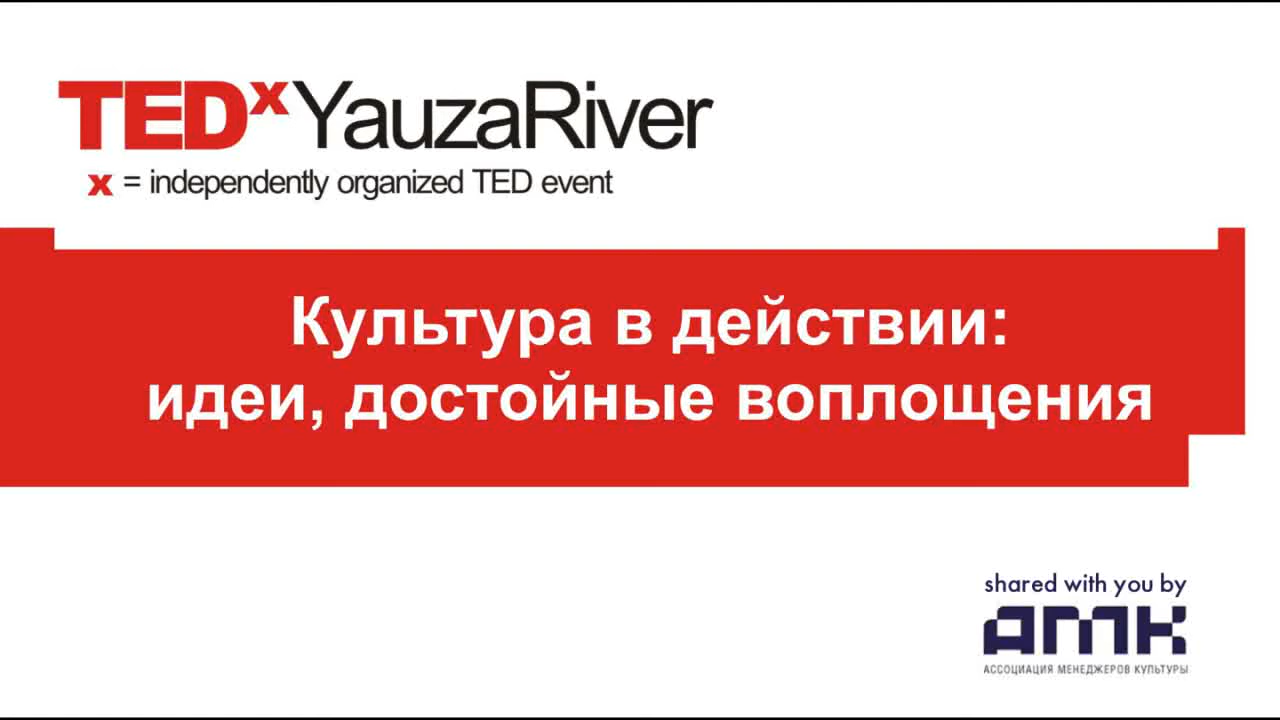 TEDxYauzaRiver
x = independently organized TED event
Культура в действии:
идеи, достойные воплощения
shared with you by
АМК
АССОЦИАЦИЯ МЕНЕДЖЕРОВ КУЛЬТУРЫ